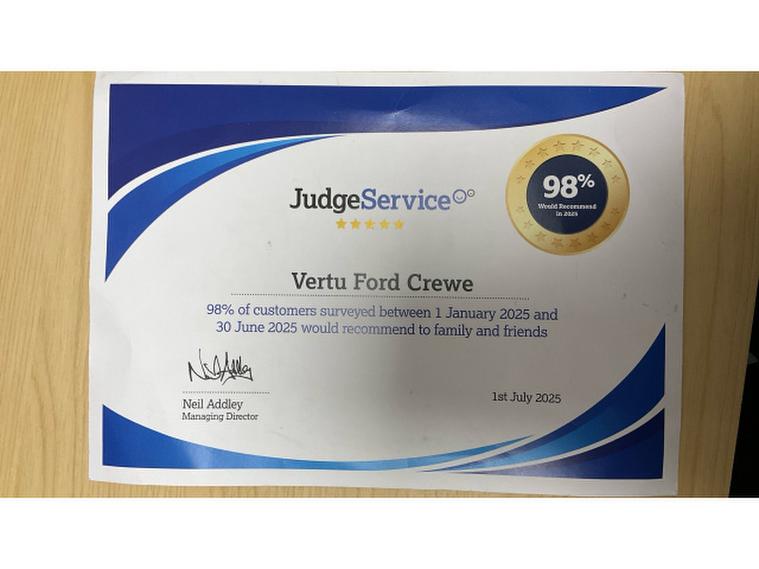 JudgeService
98%
Would Recommend
in 2025
Vertu Ford Crewe
98% of customers surveyed between 1 January 2025 and
30 June 2025 would recommend to family and friends
Neil Addley
Managing Director
1st July 2025